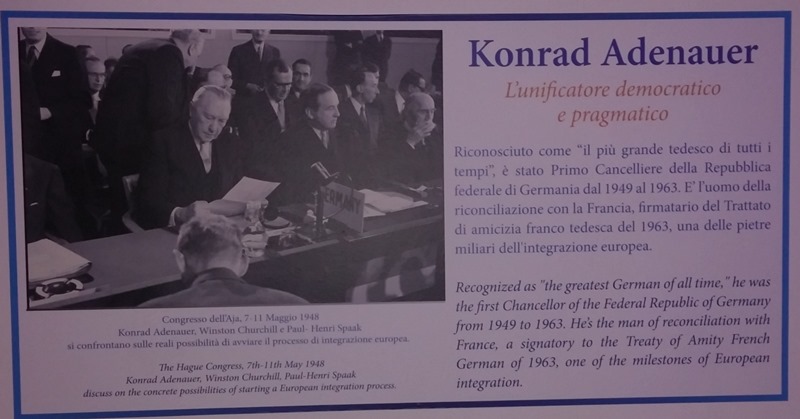 Konrad Adenauer
L'unificatore democratico
e pragmatico
Riconosciuto come "il più grande tedesco di tutti i
tempi", è stato Primo Cancelliere della Repubblica
federale di Germania dal 1949 al 1963. E' l'uomo della
riconciliazione con la Francia, firmatario del Trattato
di amicizia franco tedesca del 1963, una delle pietre
miliari dell'integrazione europea.
Recognized as "the greatest German of all time," he was
the first Chancellor of the Federal Republic of Germany
from 1949 to 1963. He's the man of reconciliation with
France, a signatory to the Treaty of Amity French
German of 1963, one of the milestones of European
integration.
GERMANY
Congresso dell'Aja, 7-11 Maggio 1948
Konrad Adenauer, Winston Churchill e Paul- Henri Spaak
si confrontano sulle reali possibilità di avviare il processo di integrazione europea.
The Hague Congress, 7th-11th May 1948
Konrad Adenauer, Winston Churchill, Paul-Henri Spaak
discuss on the concrete possibilities of starting a European integration process.